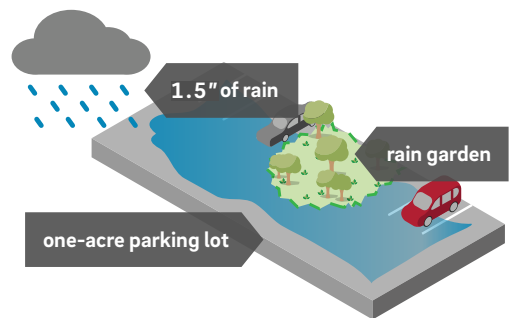 1.5" of rain
rain garden
one-acre parking lot